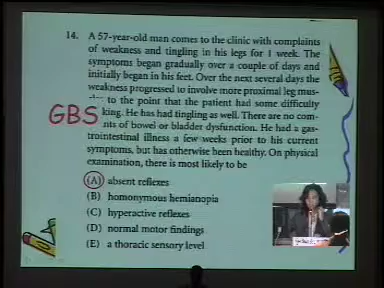 14. A 57-year-old man comes to the clinic with complaints
of weakness and tingling in his legs for 1 week. The
symptoms began gradually over a couple of days and
initially began in his feet. Over the next several days the
weakness progressed to involve more proximal leg mus-
to the point that the patient had some difficulty
GBS king. He has had tingling as well. There are no com-
nts of bowel or bladder dysfunction. He had a gas-
trointestinal illness a few weeks prior to his current
symptoms, but has otherwise been healthy. On physical
examination, there is most likely to be
(A) absent reflexes
(B) homonymous hemianopia
(C) hyperactive reflexes
(D) normal motor findings
(E) a thoracic sensory level